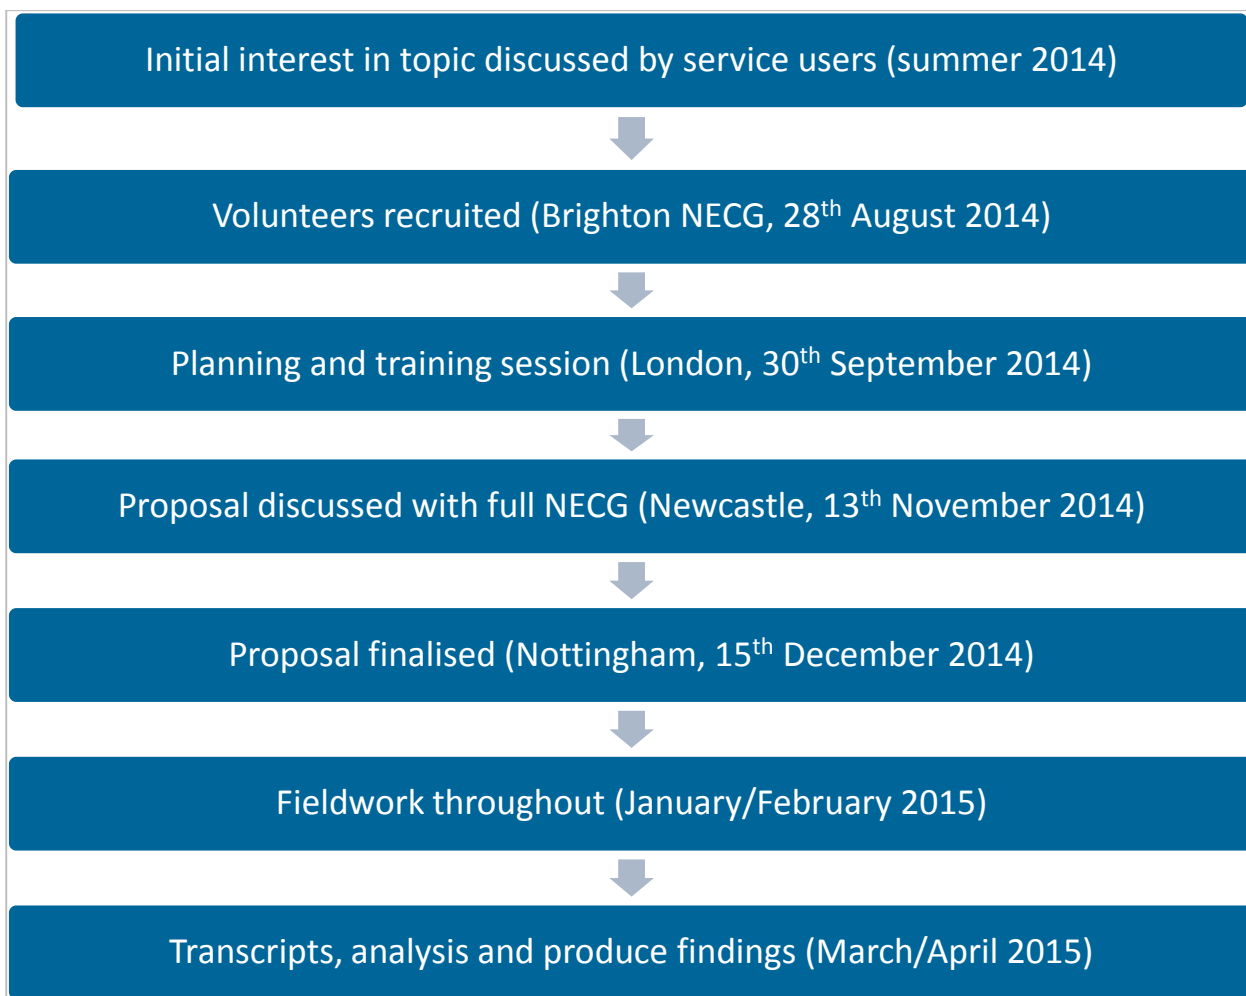 Initial interest in topic discussed by service users (summer 2014)
Volunteers recruited (Brighton NECG, 28th August 2014)
Planning and training session (London, 30th September 2014)
Proposal discussed with full NECG (Newcastle, 13th November 2014)
Proposal finalised (Nottingham, 15th December 2014)
Fieldwork throughout (January/February 2015)
Transcripts, analysis and produce findings (March/April 2015)